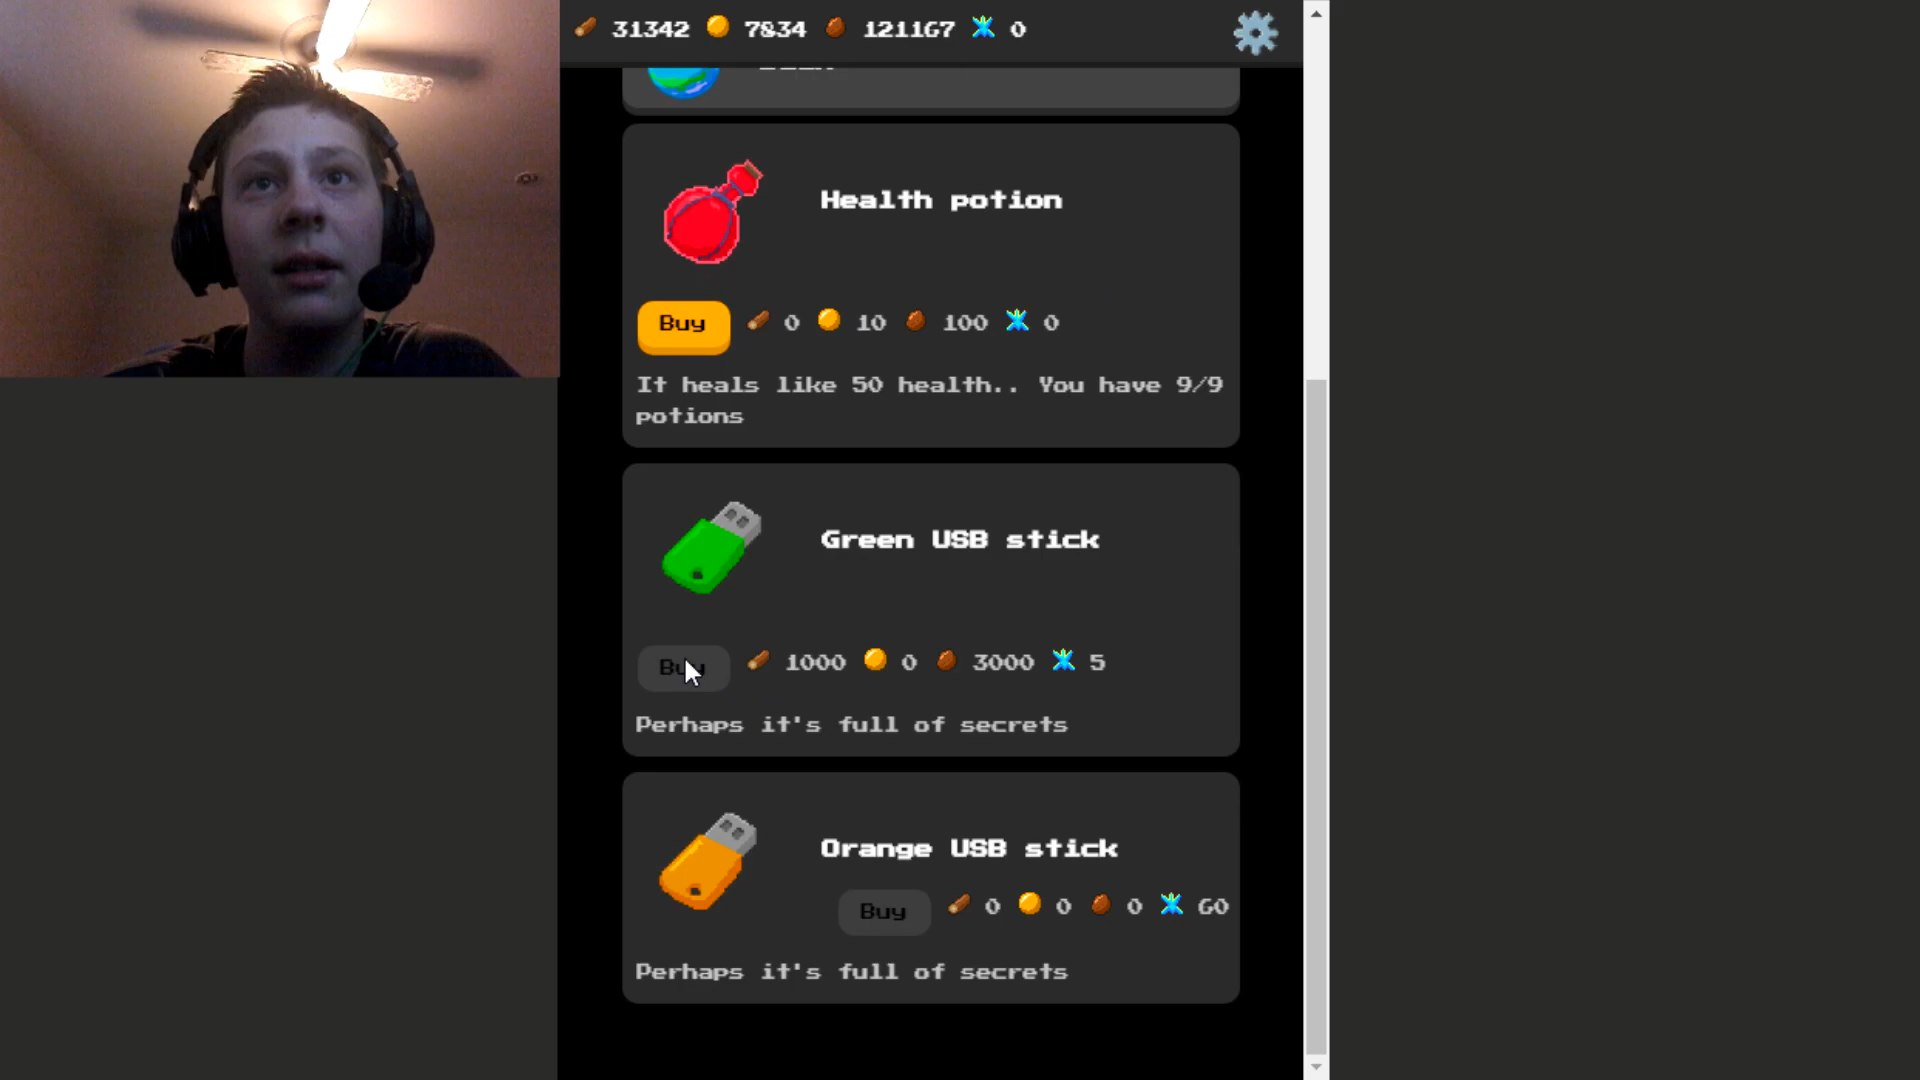 31342 7834 121167 0
Health potion
Buy 0 10 100 0
It heals like 50 health.. You have 9/9
potions
Green USB stick
Buy 1000 0 3000 5
Perhaps it's full of secrets
Orange USB stick
Buy 0 0 0 60
Perhaps it's full of secrets